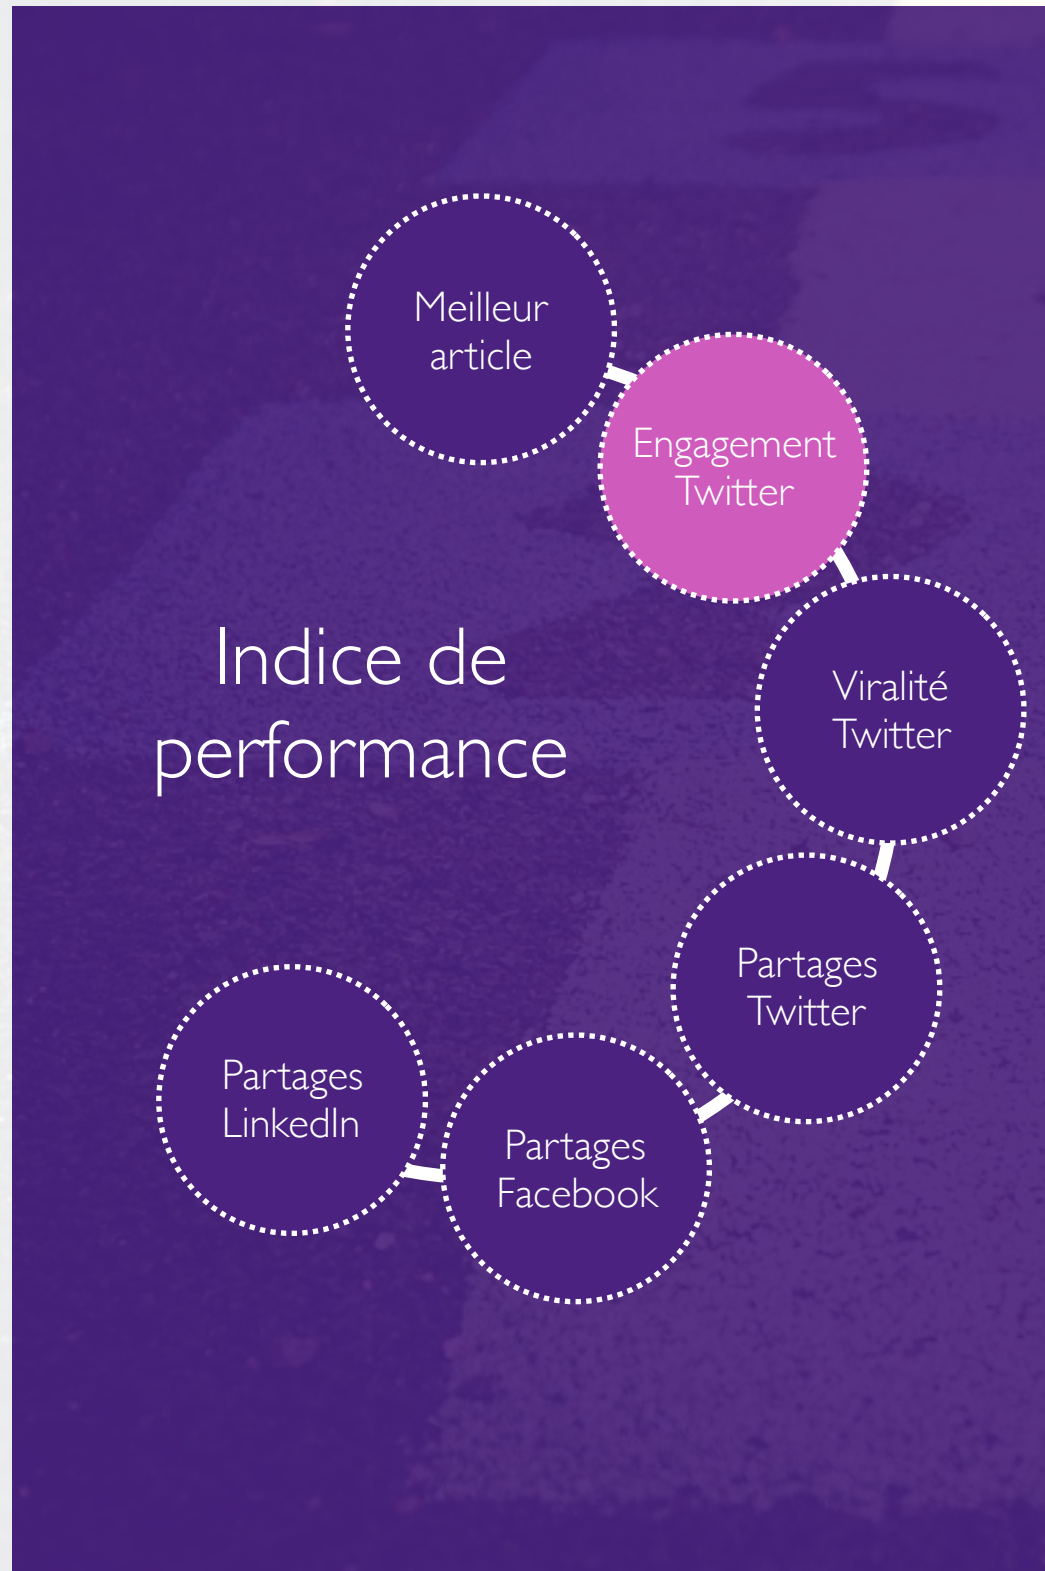 Meilleur
article
Engagement
Twitter
Viralité
Twitter
Indice de
performance
Partages
Twitter
Partages
Facebook
Partages
LinkedIn